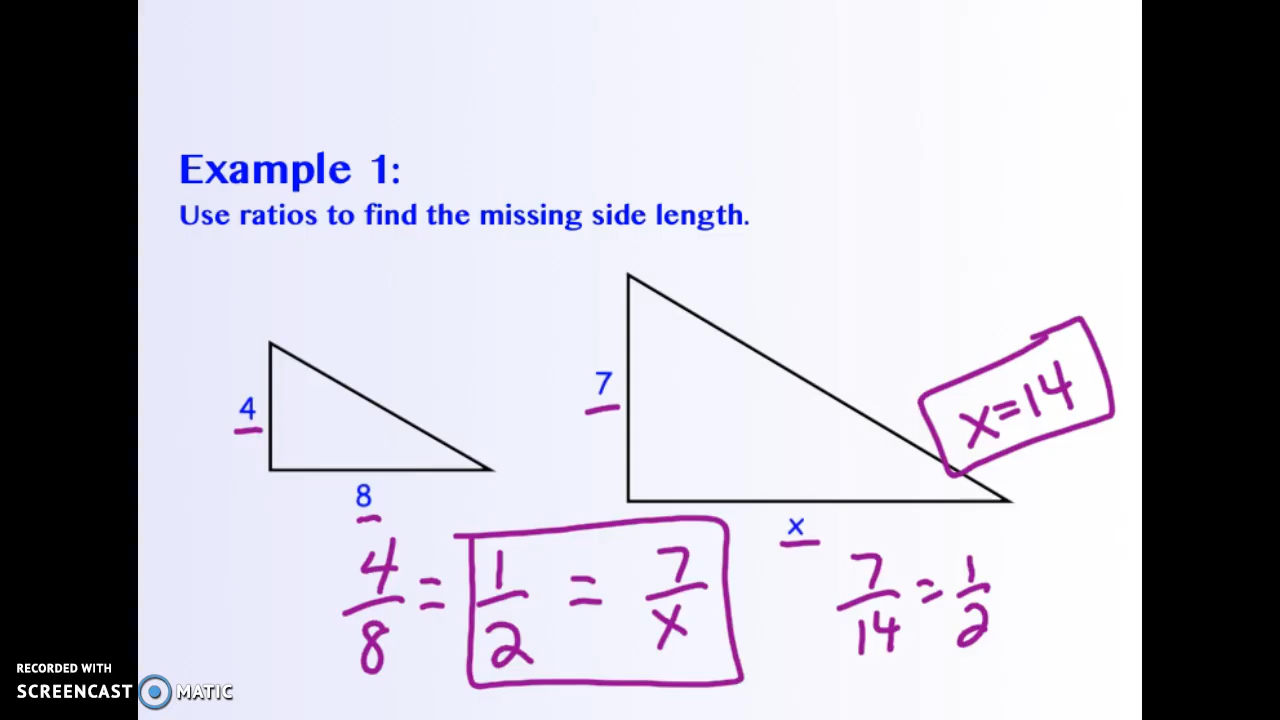 Example 1:
Use ratios to find the missing side length.
4
8
7
x
x=14
4/8 = 1/2 = 7/x
7/14 = 1/2
RECORDED WITH
SCREENCAST MATIC